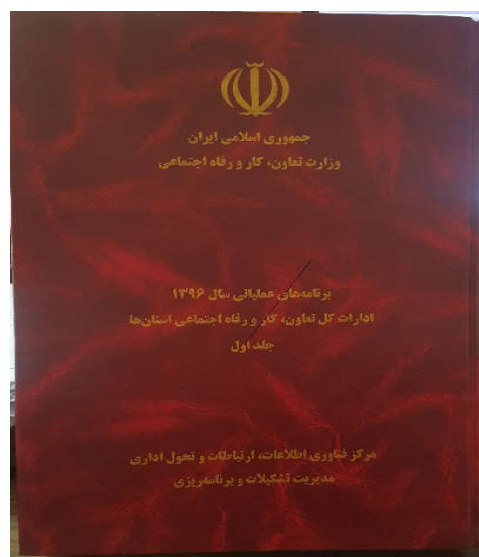 جمهوری اسلامی ایران
وزارت تعاون، کار و رفاه اجتماعی
برنامه‌های عملیاتی سال ۱۳۹۶
ادارات کل تعاون، کار و رفاه اجتماعی استان‌ها
جلد اول
مرکز فناوری اطلاعات، ارتباطات و تحول اداری
مدیریت تشکیلات و برنامه‌ریزی